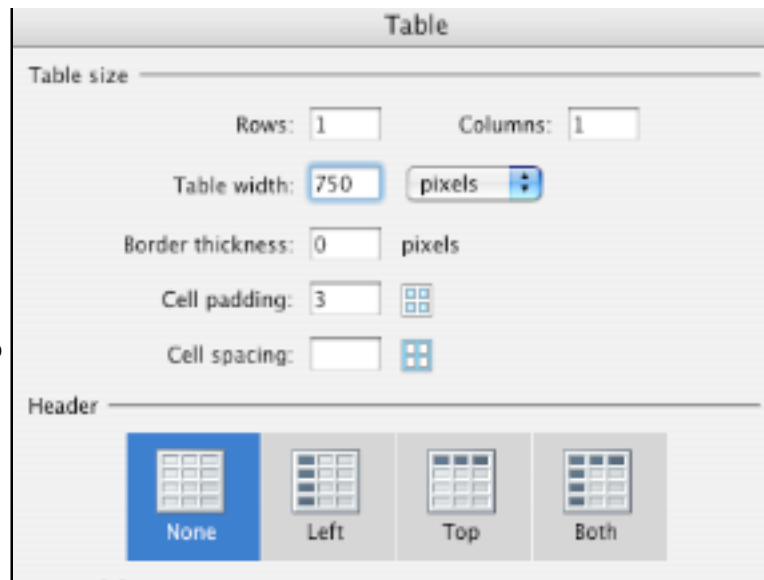 Table
Table size
Rows: 1 Columns: 1
Table width: 750 pixels
Border thickness: 0 pixels
Cell padding: 3
Cell spacing:
Header
None Left Top Both